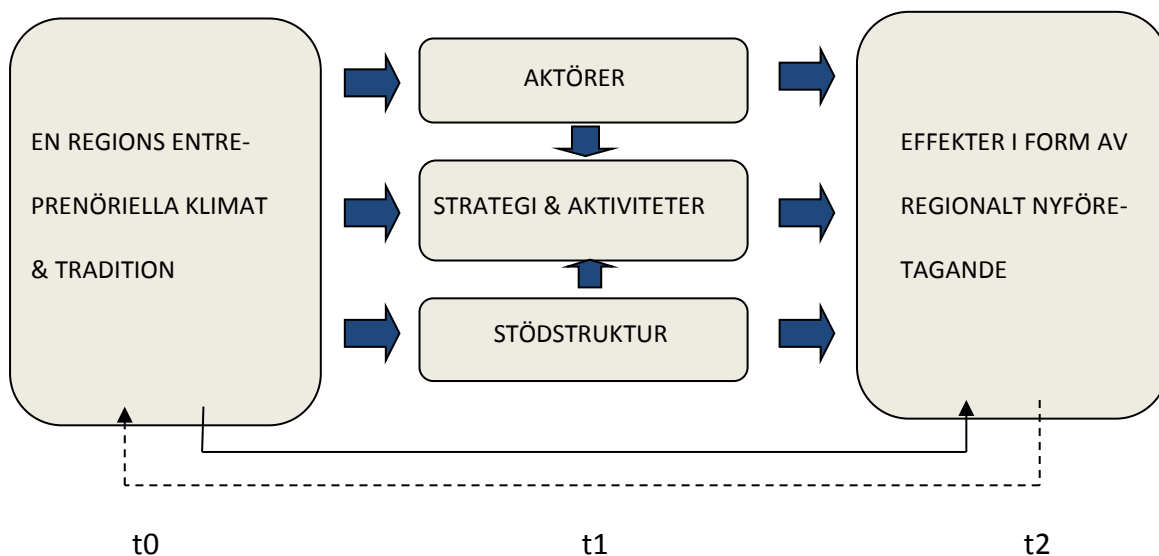 EN REGIONS ENTRE-
PRENÖRIELLA KLIMAT
& TRADITION
AKTÖRER
STRATEGI & AKTIVITETER
STÖDSTRUKTUR
EFFEKTER I FORM AV
REGIONALT NYFÖRE-
TAGANDE
t0
t1
t2